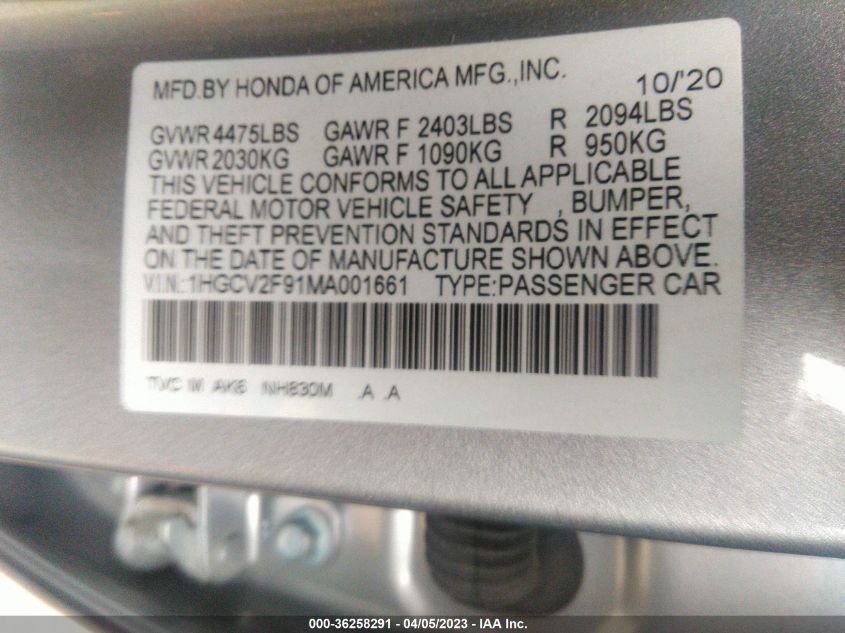 MFD.BY HONDA OF AMERICA MFG.,INC. 10/'20
GVWR 4475LBS GAWR F 2403LBS R 2094LBS
GVWR 2030KG GAWR F 1090KG R 950KG
THIS VEHICLE CONFORMS TO ALL APPLICABLE
FEDERAL MOTOR VEHICLE SAFETY , BUMPER,
AND THEFT PREVENTION STANDARDS IN EFFECT
ON THE DATE OF MANUFACTURE SHOWN ABOVE.
V.I.N.:1HGCV2F91MA001661 TYPE:PASSENGER CAR
AK6 NH830M .A .A
000-36258291 - 04/05/2023 - IAA Inc.